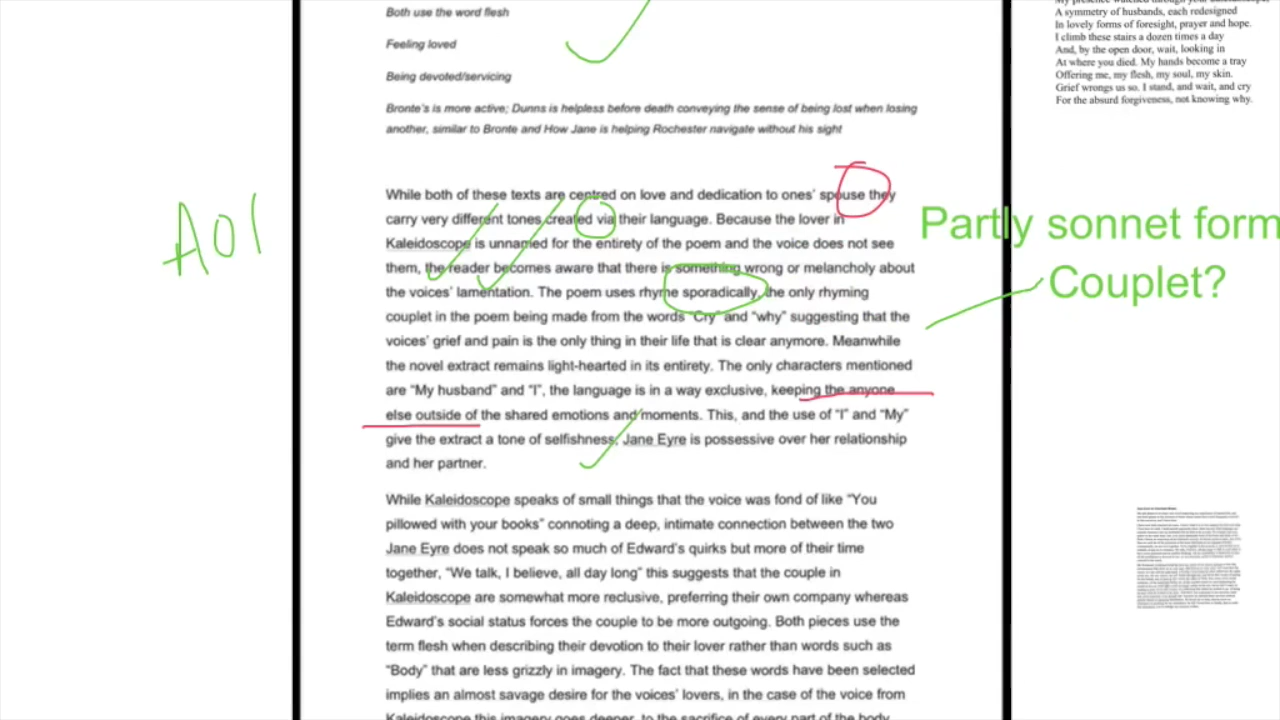 Both use the word flesh
Feeling loved
Being devoted/servicing
Bronte's is more active; Dunns is helpless before death conveying the sense of being lost when losing
another, similar to Bronte and How Jane is helping Rochester navigate without his sight
While both of these texts are centred on love and dedication to ones' spouse they
carry very different tones created via their language. Because the lover in
Kaleidoscope is unnamed for the entirety of the poem and the voice does not see
them, the reader becomes aware that there is something wrong or melancholy about
the voices' lamentation. The poem uses rhyme sporadically, the only rhyming
couplet in the poem being made from the words "Cry" and "why" suggesting that the
voices' grief and pain is the only thing in their life that is clear anymore. Meanwhile
the novel extract remains light-hearted in its entirety. The only characters mentioned
are "My husband" and "I", the language is in a way exclusive, keeping the anyone
else outside of the shared emotions and moments. This, and the use of "I" and "My"
give the extract a tone of selfishness, Jane Eyre is possessive over her relationship
and her partner.
While Kaleidoscope speaks of small things that the voice was fond of like "You
pillowed with your books" connoting a deep, intimate connection between the two
Jane Eyre does not speak so much of Edward's quirks but more of their time
together, "We talk, I believe, all day long" this suggests that the couple in
Kaleidoscope are somewhat more reclusive, preferring their own company whereas
Edward's social status forces the couple to be more outgoing. Both pieces use the
term flesh when describing their devotion to their lover rather than words such as
"Body" that are less grizzly in imagery. The fact that these words have been selected
implies an almost savage desire for the voices' lovers, in the case of the voice from
Kaleidoscope this imagery goes deeper, to the sacrifice of every part of the body
AO1
A symmetry of husbands, each redesigned
In lovely forms of foresight, prayer and hope.
I climb these stairs a dozen times a day
And, by the open door, wait, looking in
At where you died. My hands become a tray
Offering me, my flesh, my soul, my skin.
Grief wrongs us so. I stand, and wait, and cry
For the absurd forgiveness, not knowing why.
Partly sonnet form
Couplet?